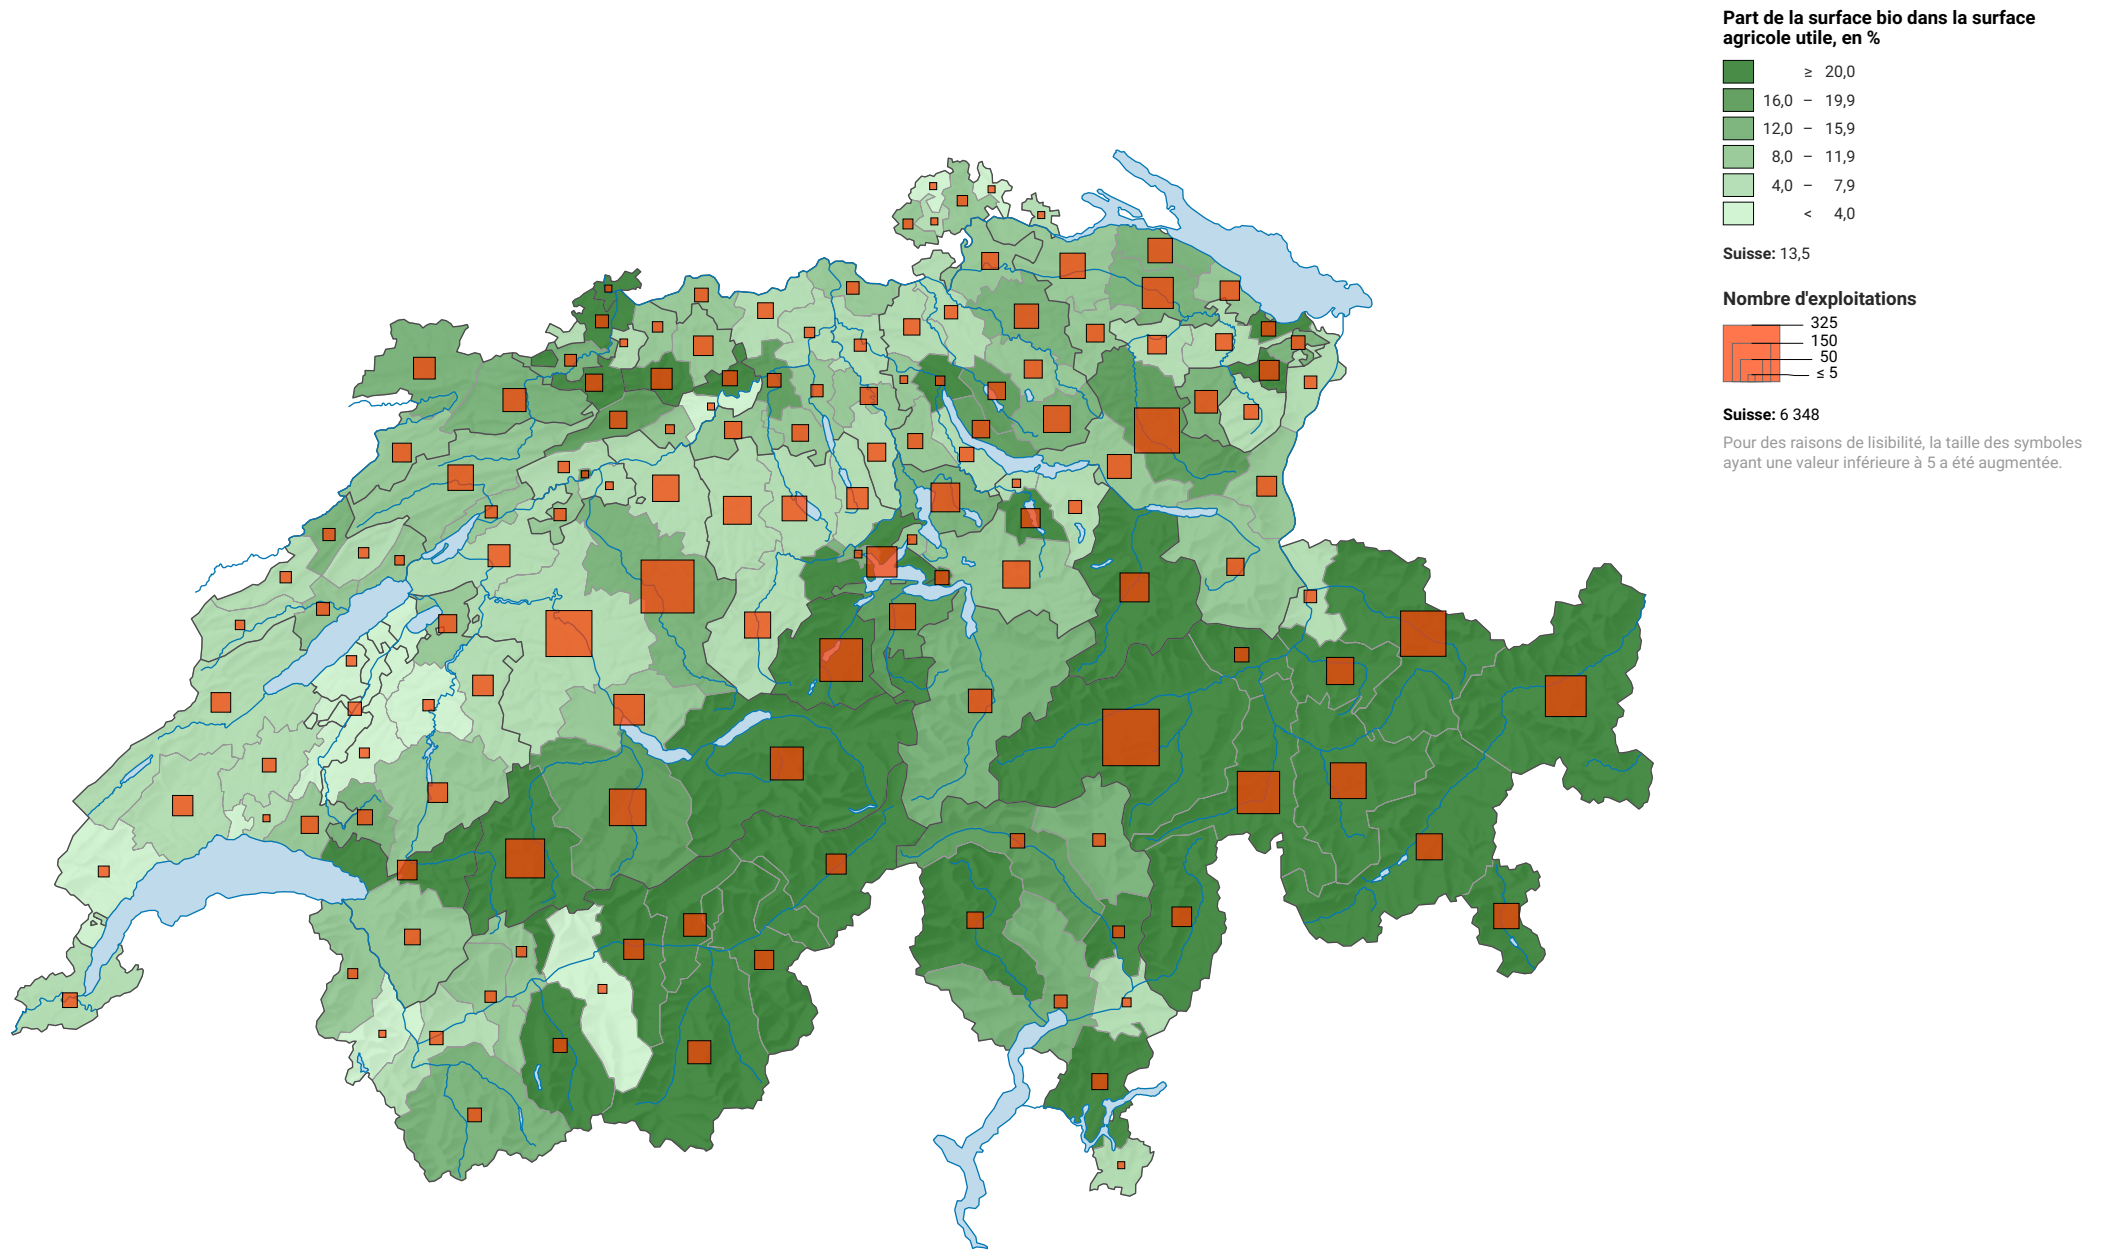 Part de la surface bio dans la surface
agricole utile, en %
≥ 20,0
16,0 – 19,9
12,0 – 15,9
8,0 – 11,9
4,0 – 7,9
< 4,0
Suisse: 13,5
Nombre d'exploitations
325
150
50
≤ 5
Suisse: 6 348
Pour des raisons de lisibilité, la taille des symboles
ayant une valeur inférieure à 5 a été augmentée.